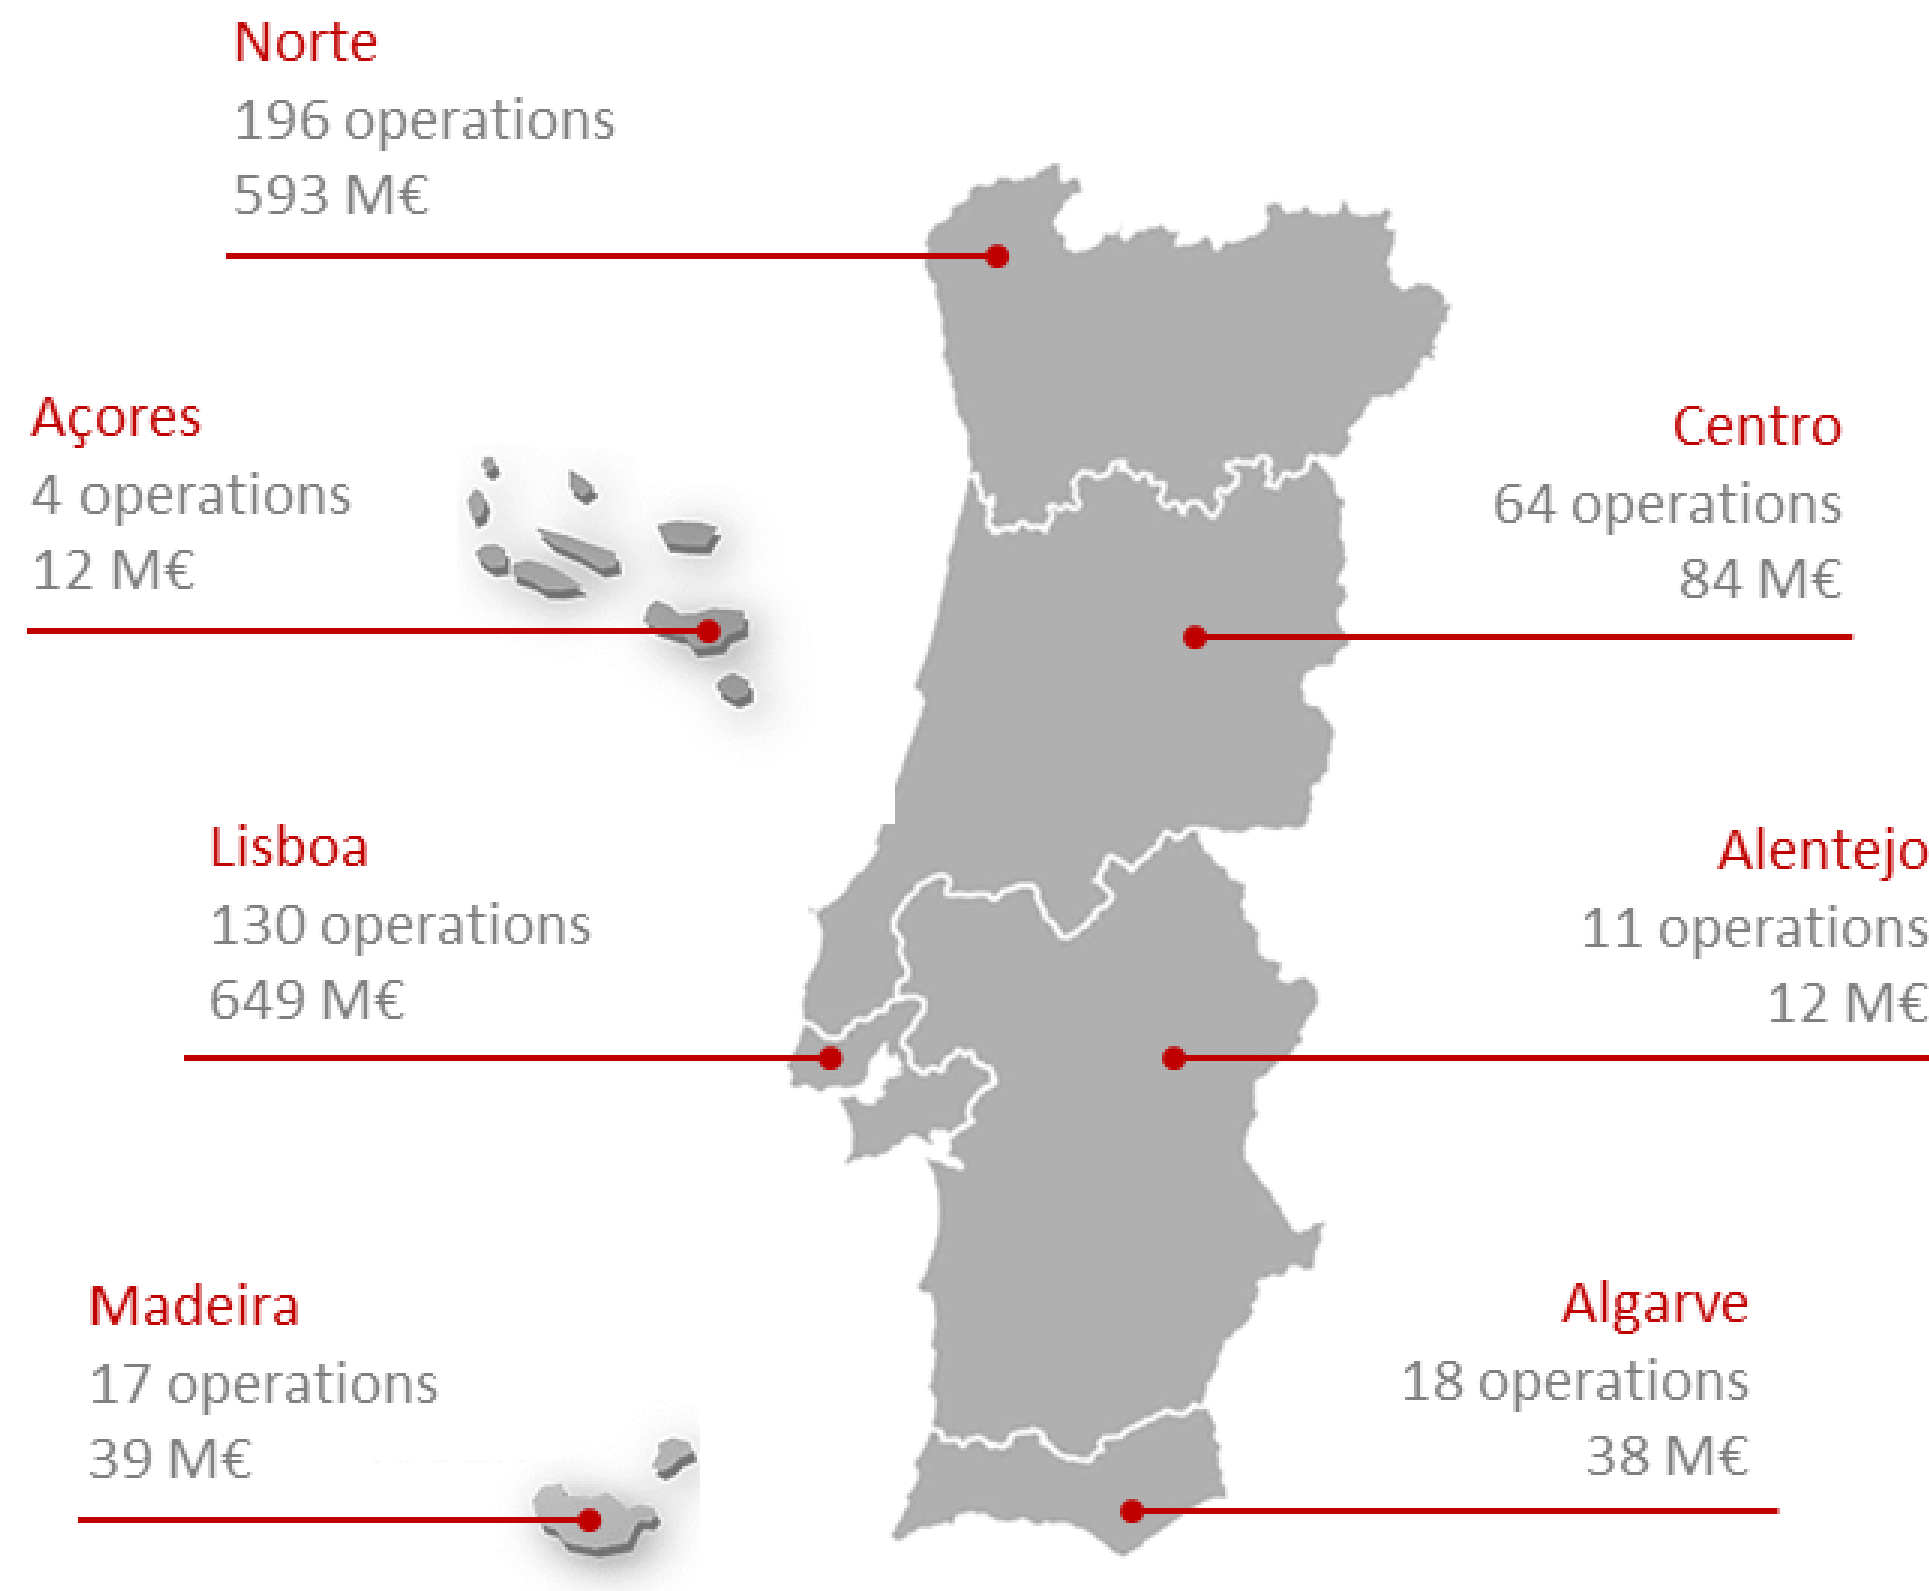 Norte
196 operations
593 M€
Açores
4 operations
12 M€
Centro
64 operations
84 M€
Lisboa
130 operations
649 M€
Alentejo
11 operations
12 M€
Madeira
17 operations
39 M€
Algarve
18 operations
38 M€